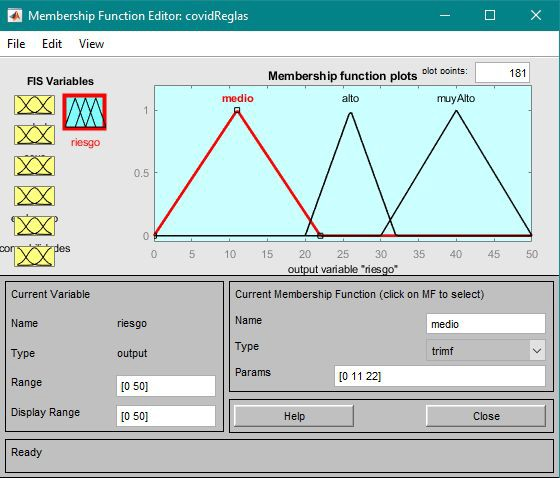 Membership Function Editor: covidReglas
File Edit View
FIS Variables
riesgo
Membership function plots
plot points:
181
medio
alto
muyAlto
1
0.5
0
0 5 10 15 20 25 30 35 40 45 50
output variable "riesgo"
Current Variable
Name riesgo
Type output
Range [0 50]
Display Range [0 50]
Current Membership Function (click on MF to select)
Name medio
Type trimf
Params [0 11 22]
Help Close
Ready